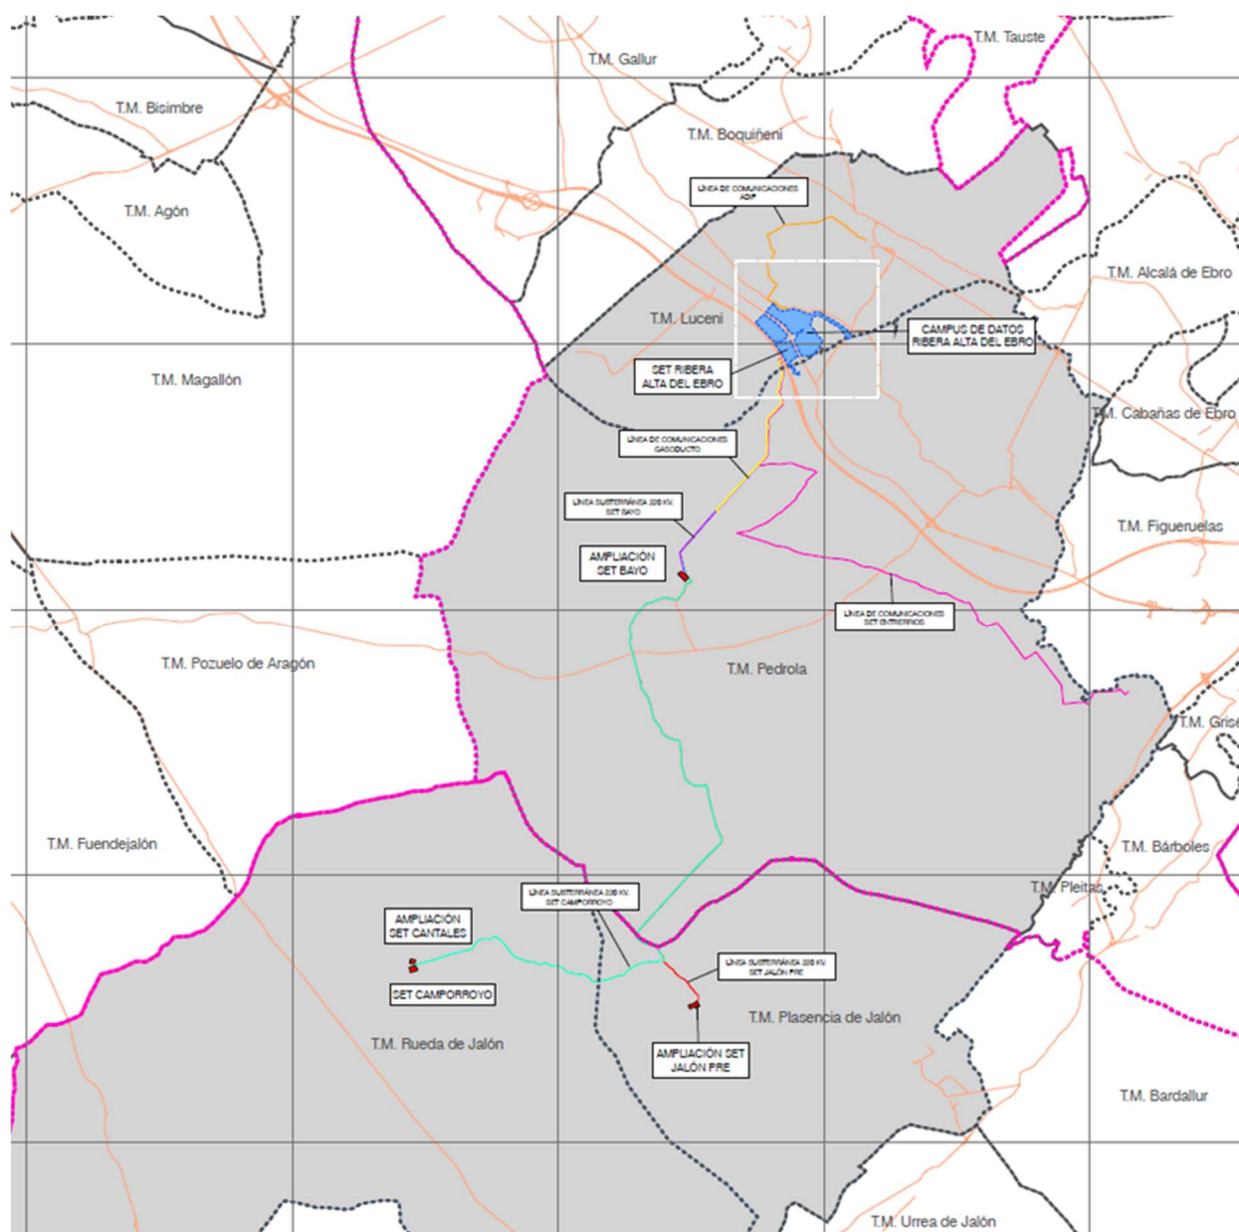 T.M. Tauste
T.M. Gallur
T.M. Bisimbre
T.M. Boquiñeni
LÍNEA DE COMUNICACIONES
ADIF
T.M. Agón
T.M. Alcalá de Ebro
T.M. Luceni
CAMPUS DE DATOS
RIBERA ALTA DEL EBRO
SET RIBERA
ALTA DEL EBRO
T.M. Magallón
T.M. Cabañas de Ebro
LÍNEA DE COMUNICACIONES
GASODUCTO
LÍNEA SUBTERRÁNEA 220 KV.
SET BAYO
T.M. Figueruelas
AMPLIACIÓN
SET BAYO
LÍNEA DE COMUNICACIONES
SET ENTRERRIOS
T.M. Pozuelo de Aragón
T.M. Pedrola
T.M. Grisé
T.M. Fuendejalón
T.M. Bárboles
T.M. Pleitas
LÍNEA SUBTERRÁNEA 220 KV.
SET CAMPORROYO
AMPLIACIÓN
SET CANTALES
LÍNEA SUBTERRÁNEA 220 KV.
SET JALÓN PRE
SET CAMPORROYO
T.M. Plasencia de Jalón
T.M. Rueda de Jalón
AMPLIACIÓN SET
JALÓN PRE
T.M. Bardallur
T.M. Urrea de Jalón